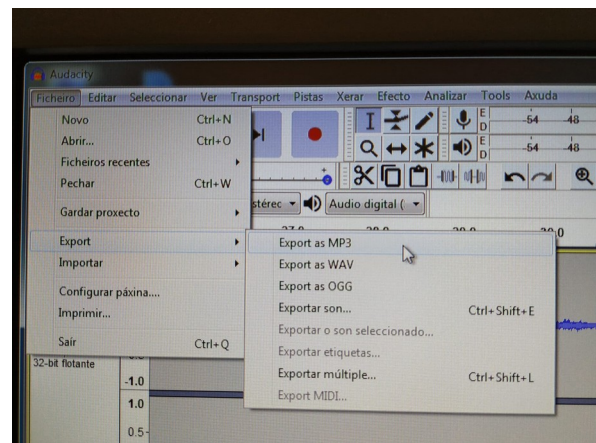 Audacity
Ficheiro Editar Seleccionar Ver Transport Pistas Xerar Efecto Analizar Tools Axuda
Novo Ctrl+N
Abrir... Ctrl+O
Ficheiros recentes
Pechar Ctrl+W
Gardar proxecto
Export
Importar
Configurar páxina....
Imprimir...
Saír Ctrl+Q
E -54 -48
D
E -54 -48
D
stérec Audio digital (
Export as MP3
Export as WAV
Export as OGG
Exportar son... Ctrl+Shift+E
Exportar o son seleccionado...
Exportar etiquetas...
Exportar múltiple... Ctrl+Shift+L
Export MIDI...
32-bit flotante
-1.0
1.0
0.5-